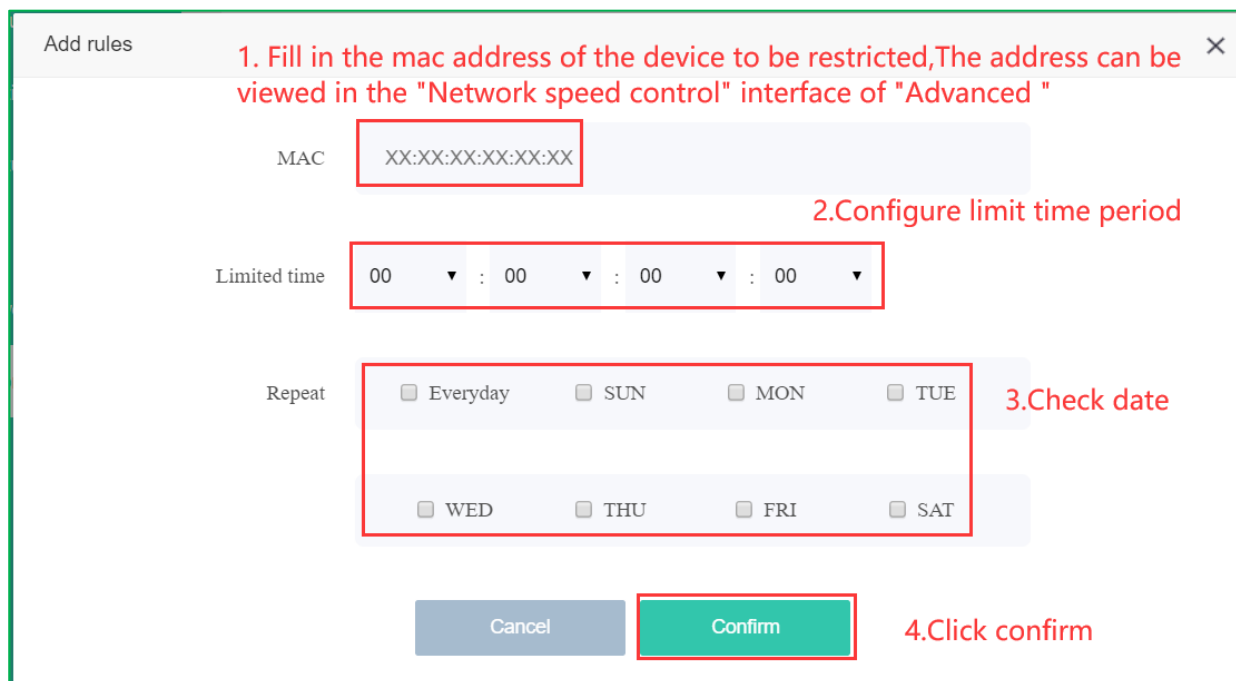 Add rules
1. Fill in the mac address of the device to be restricted,The address can be
viewed in the "Network speed control" interface of "Advanced "
MAC XX:XX:XX:XX:XX:XX
2.Configure limit time period
Limited time 00 : 00 : 00 : 00
Repeat Everyday SUN MON TUE
3.Check date
WED THU FRI SAT
Cancel Confirm
4.Click confirm